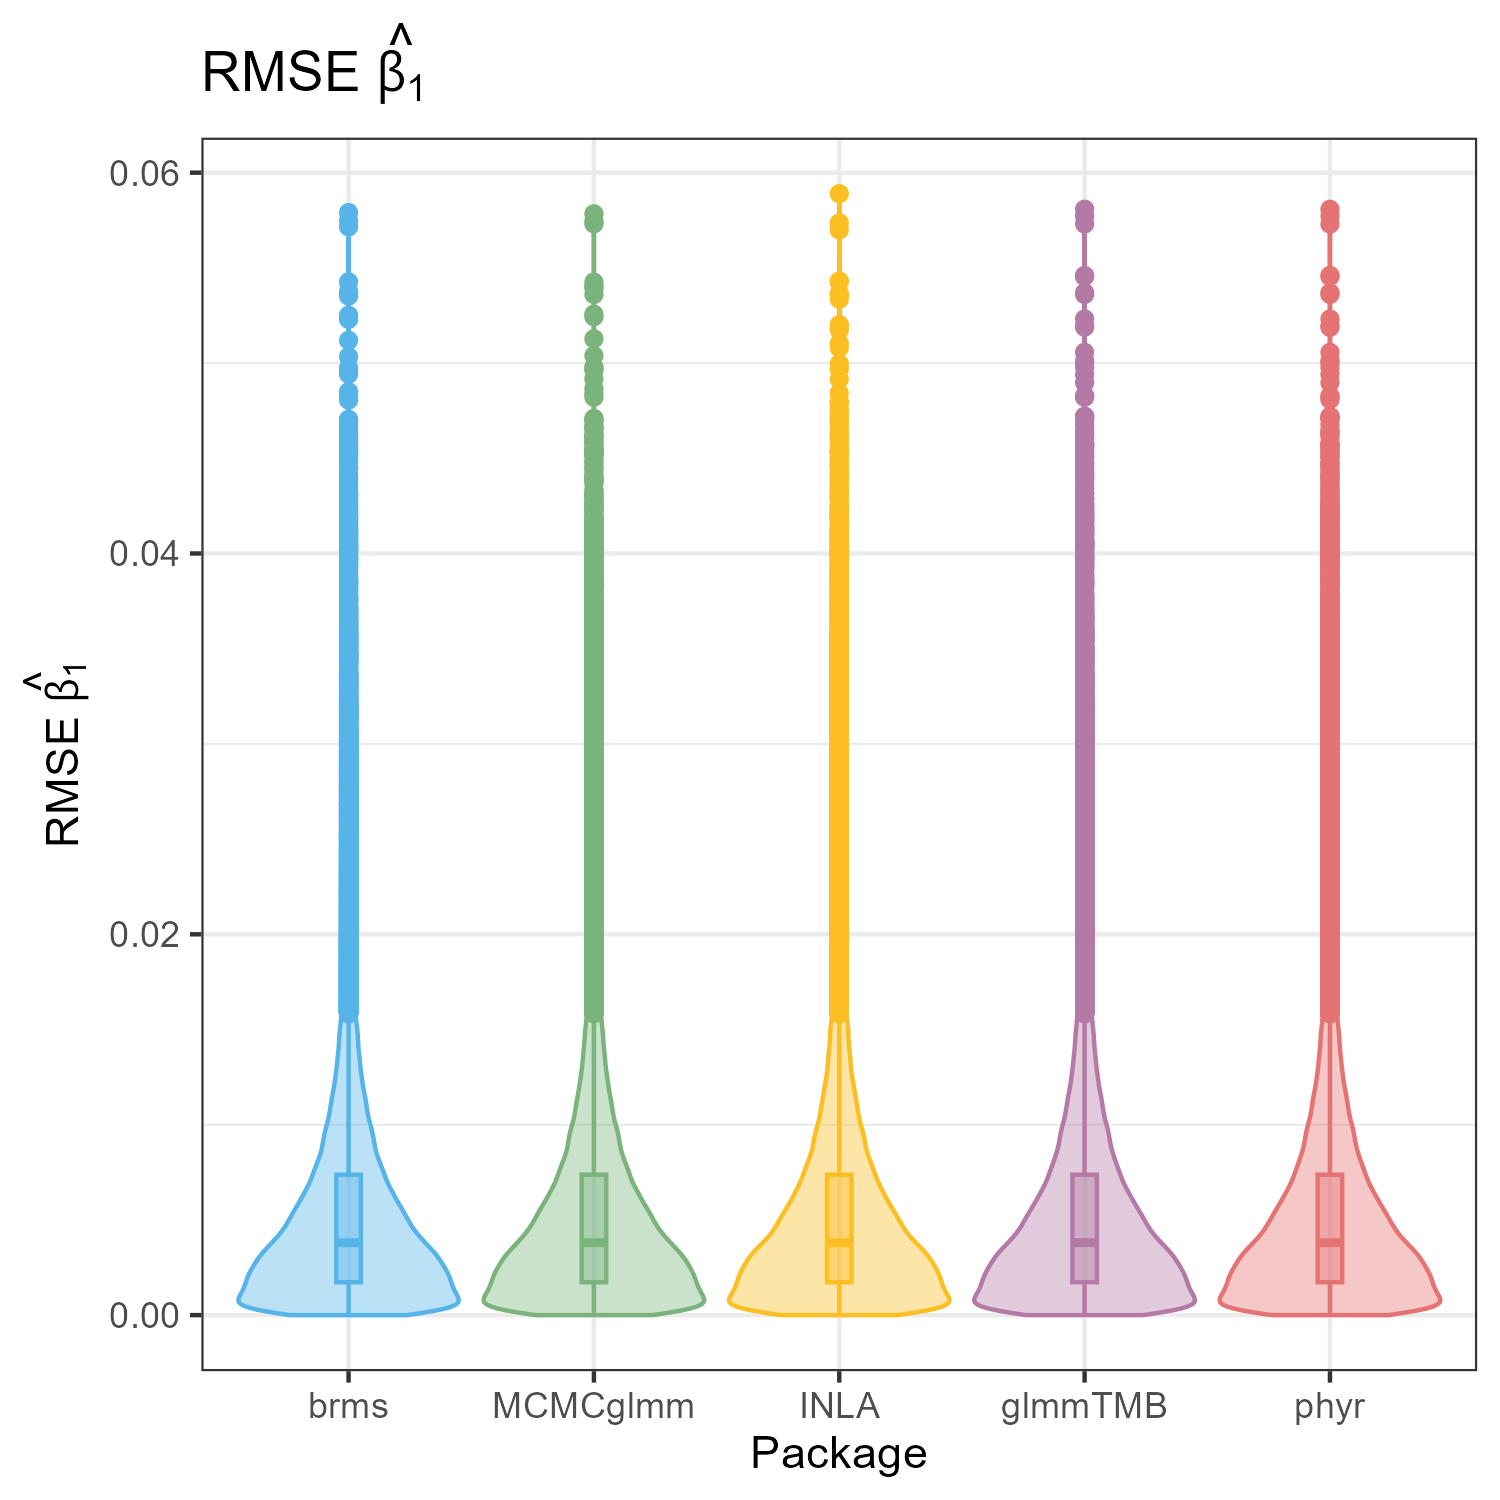 RMSE β̂₁
0.06
0.04
0.02
0.00
RMSE β̂₁
brms MCMCglmm INLA glmmTMB phyr
Package